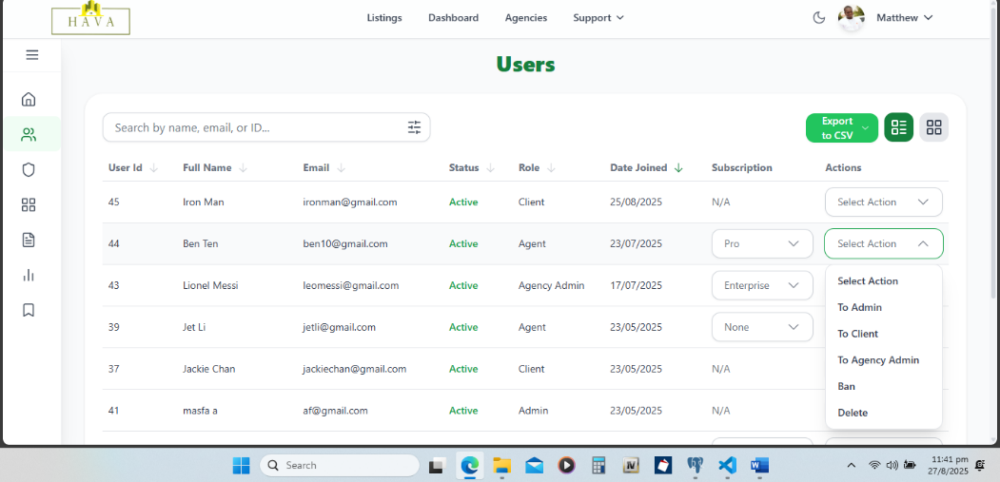 HAVA
Listings Dashboard Agencies Support Matthew
Users
Search by name, email, or ID...
Export
to CSV
User Id Full Name Email Status Role Date Joined Subscription Actions
45 Iron Man ironman@gmail.com Active Client 25/08/2025 N/A Select Action
44 Ben Ten ben10@gmail.com Active Agent 23/07/2025 Pro Select Action
43 Lionel Messi leomessi@gmail.com Active Agency Admin 17/07/2025 Enterprise Select Action
To Admin
39 Jet Li jetli@gmail.com Active Agent 23/05/2025 None To Client
To Agency Admin
37 Jackie Chan jackiechan@gmail.com Active Client 23/05/2025 N/A
Ban
41 masfa a af@gmail.com Active Admin 23/05/2025 N/A Delete
Search
11:41 pm
27/8/2025